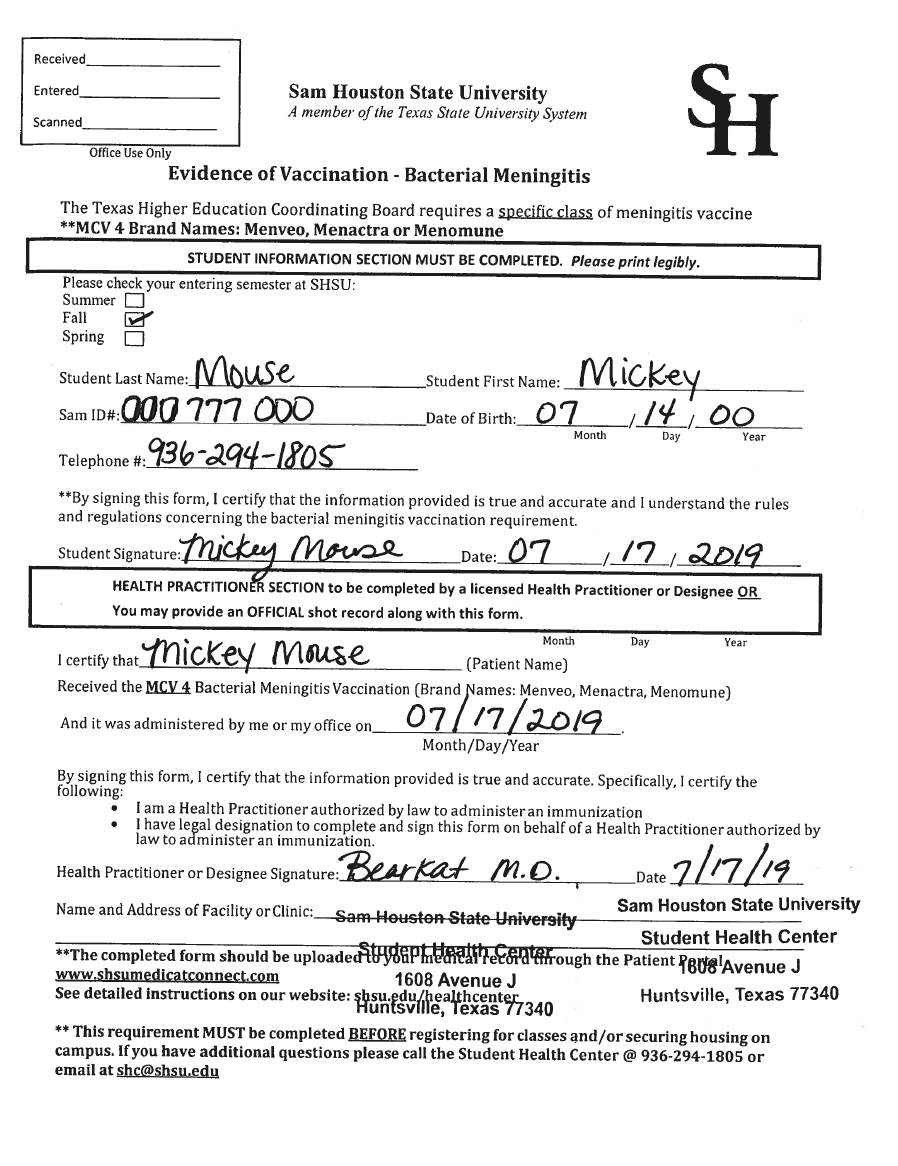 Received
Entered
Scanned
Office Use Only
Sam Houston State University
A member of the Texas State University System
SH
Evidence of Vaccination - Bacterial Meningitis
The Texas Higher Education Coordinating Board requires a specific class of meningitis vaccine
**MCV 4 Brand Names: Menveo, Menactra or Menomune
STUDENT INFORMATION SECTION MUST BE COMPLETED. Please print legibly.
Please check your entering semester at SHSU:
Summer
Fall
Spring
Student Last Name: Mouse Student First Name: Mickey
Sam ID#: 000 777 000 Date of Birth: 07 / 14 / 00
Month Day Year
Telephone #: 936-294-1805
**By signing this form, I certify that the information provided is true and accurate and I understand the rules
and regulations concerning the bacterial meningitis vaccination requirement.
Student Signature: Mickey Mouse Date: 07 / 17 / 2019
HEALTH PRACTITIONER SECTION to be completed by a licensed Health Practitioner or Designee OR
You may provide an OFFICIAL shot record along with this form.
Month Day Year
I certify that Mickey Mouse (Patient Name)
Received the MCV 4 Bacterial Meningitis Vaccination (Brand Names: Menveo, Menactra, Menomune)
And it was administered by me or my office on 07/17/2019.
Month/Day/Year
By signing this form, I certify that the information provided is true and accurate. Specifically, I certify the
following:
• I am a Health Practitioner authorized by law to administer an immunization
• I have legal designation to complete and sign this form on behalf of a Health Practitioner authorized by
law to administer an immunization.
Health Practitioner or Designee Signature: Bearkat M.D. Date 7/17/19
Name and Address of Facility or Clinic: Sam Houston State University Sam Houston State University
Student Health Center Student Health Center
**The completed form should be uploaded to your medical record through the Patient Portal 1608 Avenue J
www.shsumedicatconnect.com 1608 Avenue J
See detailed instructions on our website: shsu.edu/healthcenter Huntsville, Texas 77340
Huntsville, Texas 77340
** This requirement MUST be completed BEFORE registering for classes and/or securing housing on
campus. If you have additional questions please call the Student Health Center @ 936-294-1805 or
email at shc@shsu.edu